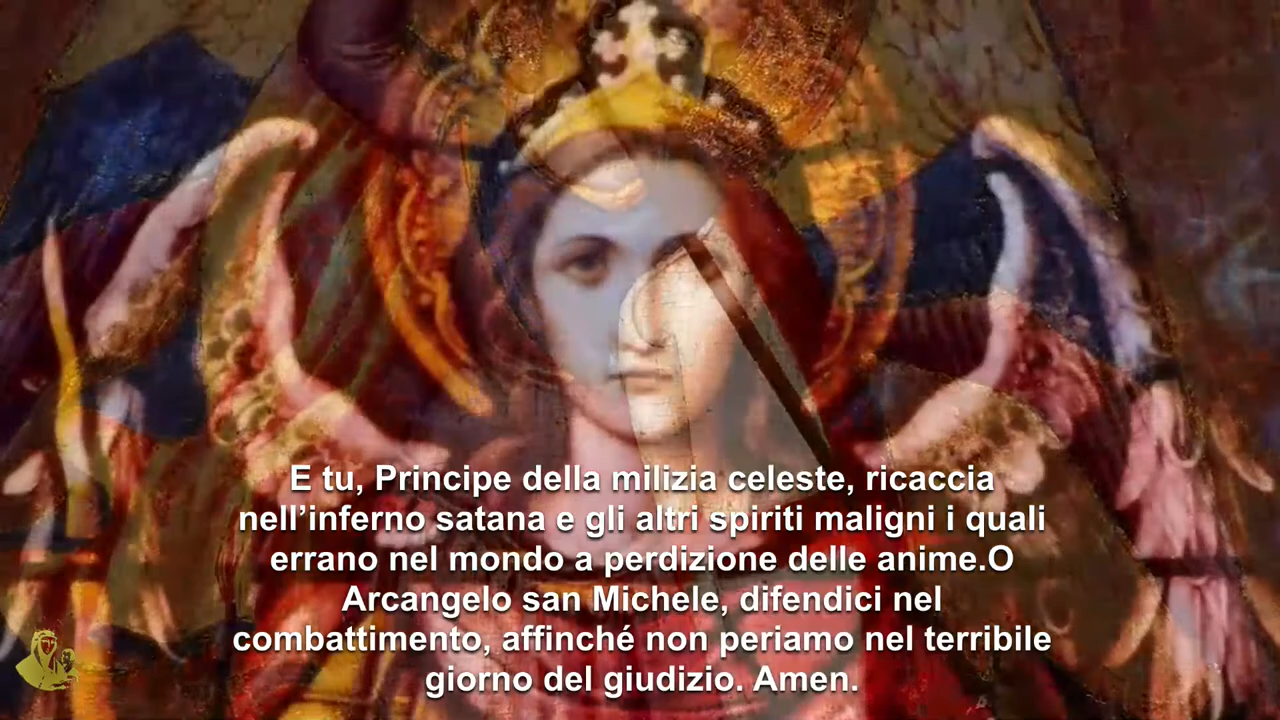 E tu, Principe della milizia celeste, ricaccia
nell’inferno satana e gli altri spiriti maligni i quali
errano nel mondo a perdizione delle anime.O
Arcangelo san Michele, difendici nel
combattimento, affinché non periamo nel terribile
giorno del giudizio. Amen.